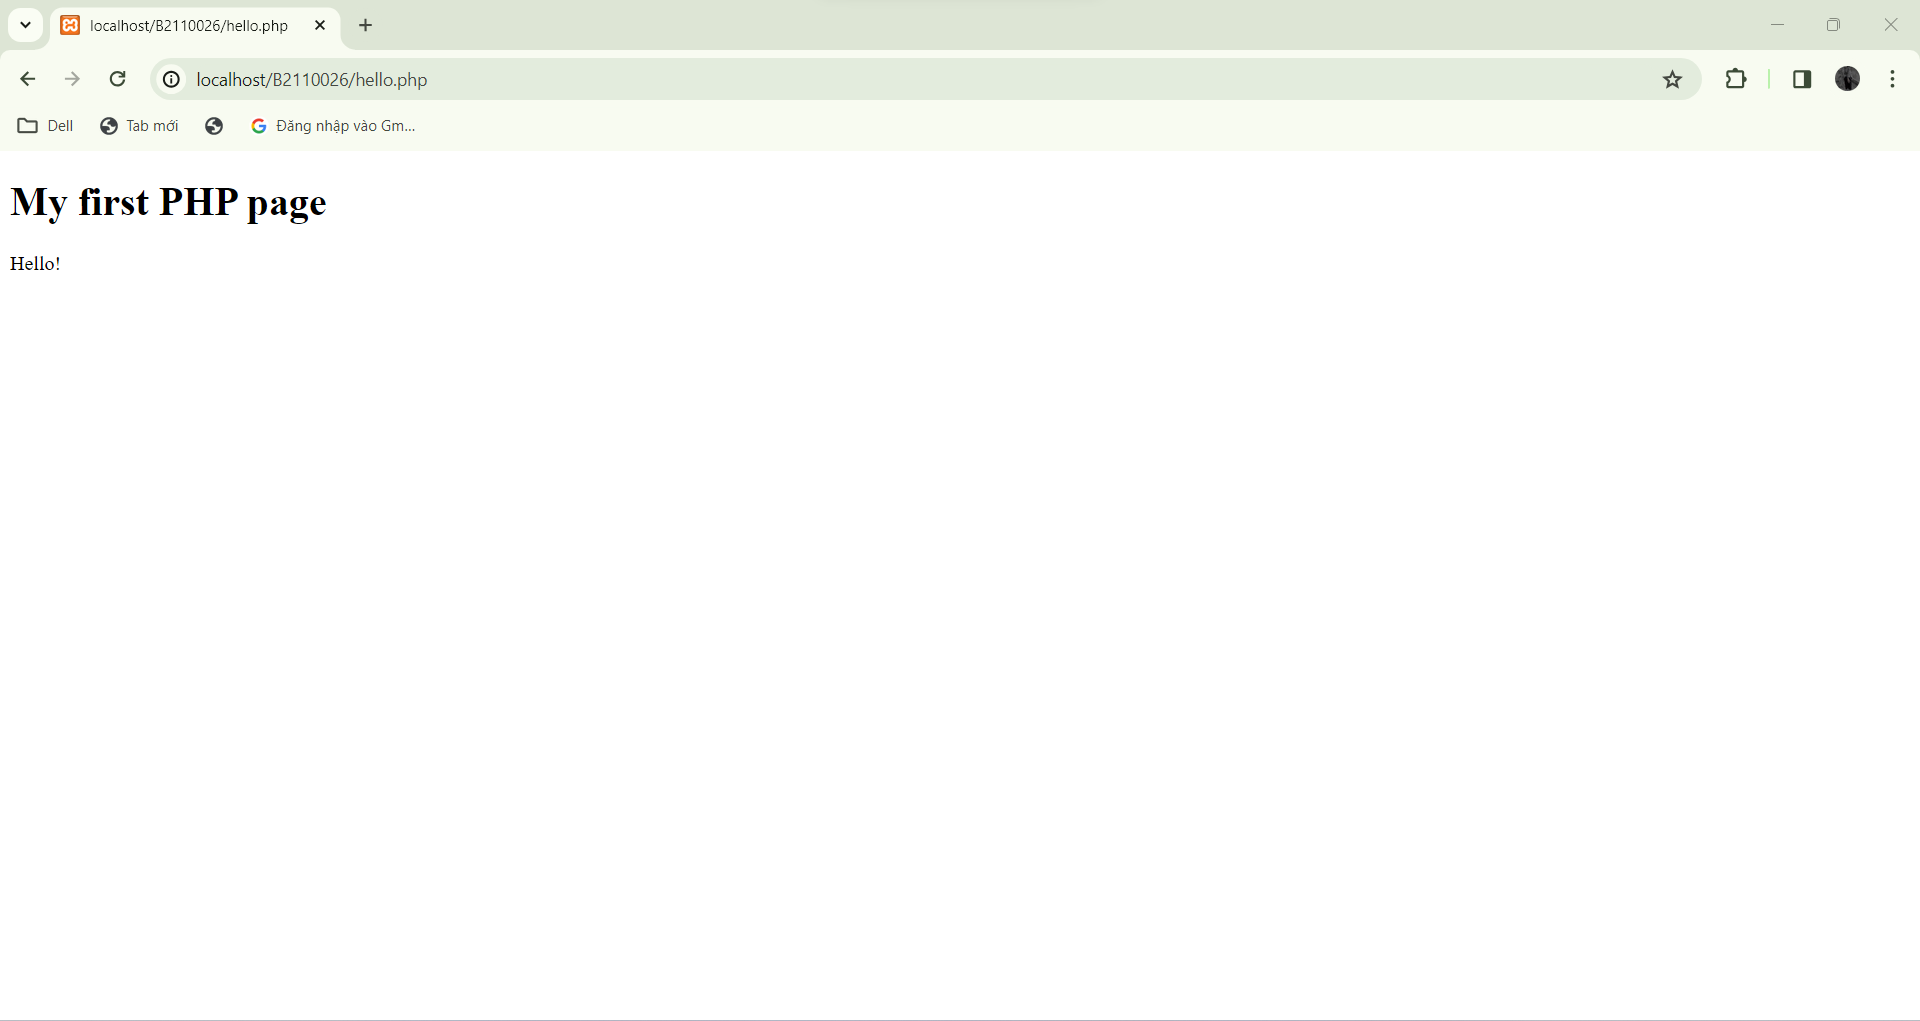 localhost/B2110026/hello.php
localhost/B2110026/hello.php
Dell Tab mới Đăng nhập vào Gm...
My first PHP page
Hello!